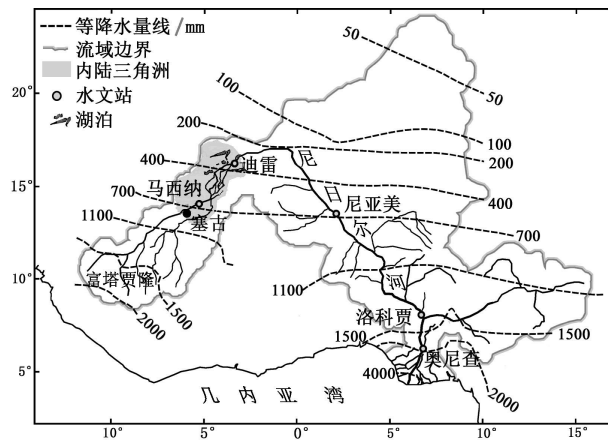 等降水量线/mm
流域边界
内陆三角洲
水文站
湖泊
50
50
100
100
200
200
400
400
700
700
1100
1100
1500
1500
1500
2000
2000
4000
迪雷
马西纳
塞古
尼日尔河
尼亚美
富塔贾隆
洛科贾
奥尼查
几内亚湾
20°
15°
10°
5°
10° 5° 0° 5° 10° 15°